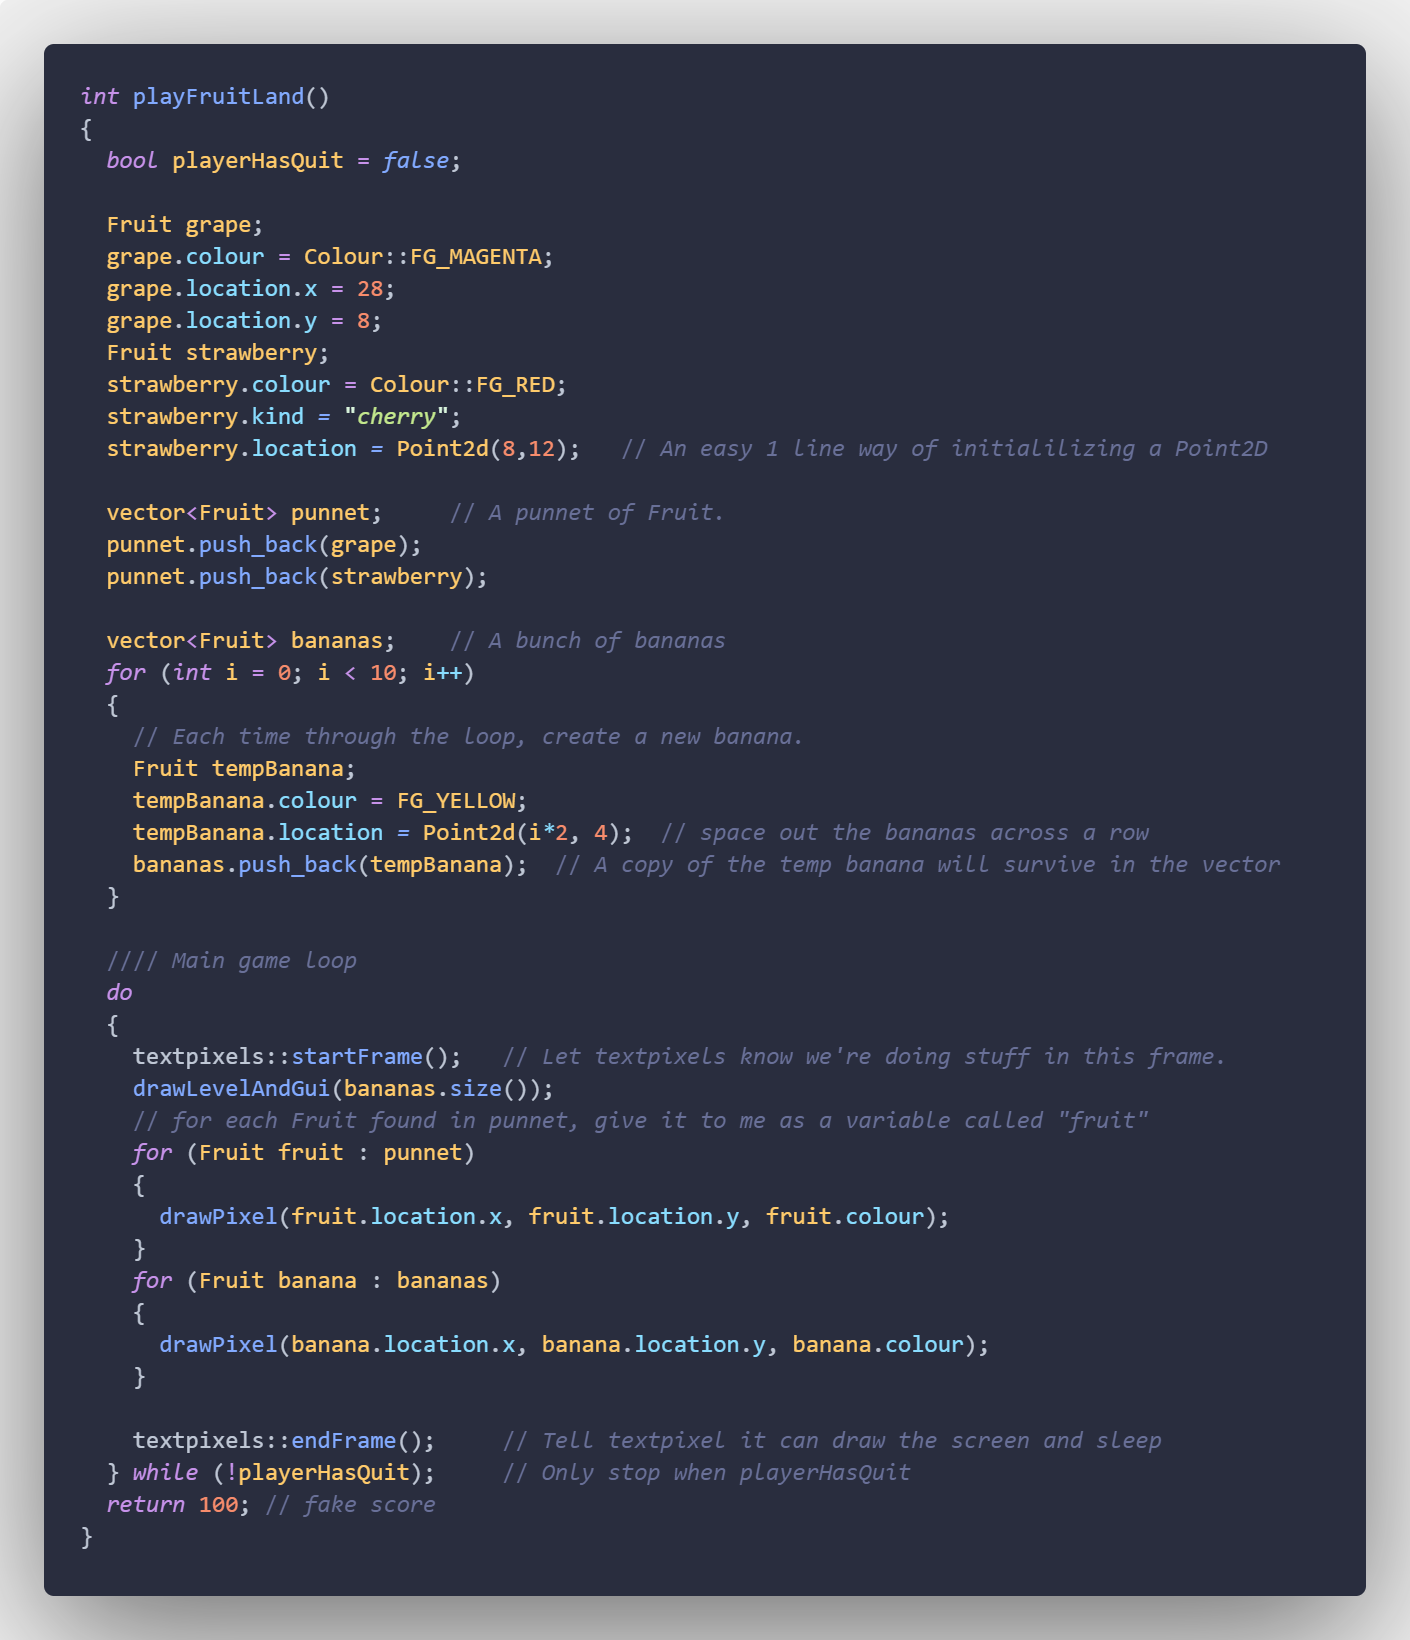 int playFruitLand()
{
  bool playerHasQuit = false;

  Fruit grape;
  grape.colour = Colour::FG_MAGENTA;
  grape.location.x = 28;
  grape.location.y = 8;
  Fruit strawberry;
  strawberry.colour = Colour::FG_RED;
  strawberry.kind = "cherry";
  strawberry.location = Point2d(8,12);   // An easy 1 line way of initialilizing a Point2D

  vector<Fruit> punnet;     // A punnet of Fruit.
  punnet.push_back(grape);
  punnet.push_back(strawberry);

  vector<Fruit> bananas;    // A bunch of bananas
  for (int i = 0; i < 10; i++)
  {
    // Each time through the loop, create a new banana.
    Fruit tempBanana;
    tempBanana.colour = FG_YELLOW;
    tempBanana.location = Point2d(i*2, 4);  // space out the bananas across a row
    bananas.push_back(tempBanana);  // A copy of the temp banana will survive in the vector
  }

  //// Main game loop
  do
  {
    textpixels::startFrame();   // Let textpixels know we're doing stuff in this frame.
    drawLevelAndGui(bananas.size());
    // for each Fruit found in punnet, give it to me as a variable called "fruit"
    for (Fruit fruit : punnet)
    {
      drawPixel(fruit.location.x, fruit.location.y, fruit.colour);
    }
    for (Fruit banana : bananas)
    {
      drawPixel(banana.location.x, banana.location.y, banana.colour);
    }

    textpixels::endFrame();     // Tell textpixel it can draw the screen and sleep
  } while (!playerHasQuit);     // Only stop when playerHasQuit
  return 100; // fake score
}